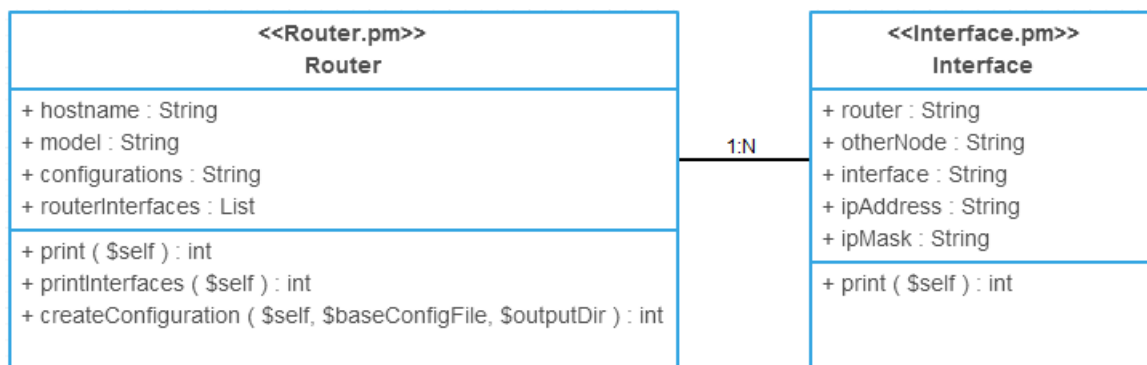 <<Router.pm>>
Router
+ hostname : String
+ model : String
+ configurations : String
+ routerInterfaces : List
+ print ( $self ) : int
+ printInterfaces ( $self ) : int
+ createConfiguration ( $self, $baseConfigFile, $outputDir ) : int
1:N
<<Interface.pm>>
Interface
+ router : String
+ otherNode : String
+ interface : String
+ ipAddress : String
+ ipMask : String
+ print ( $self ) : int